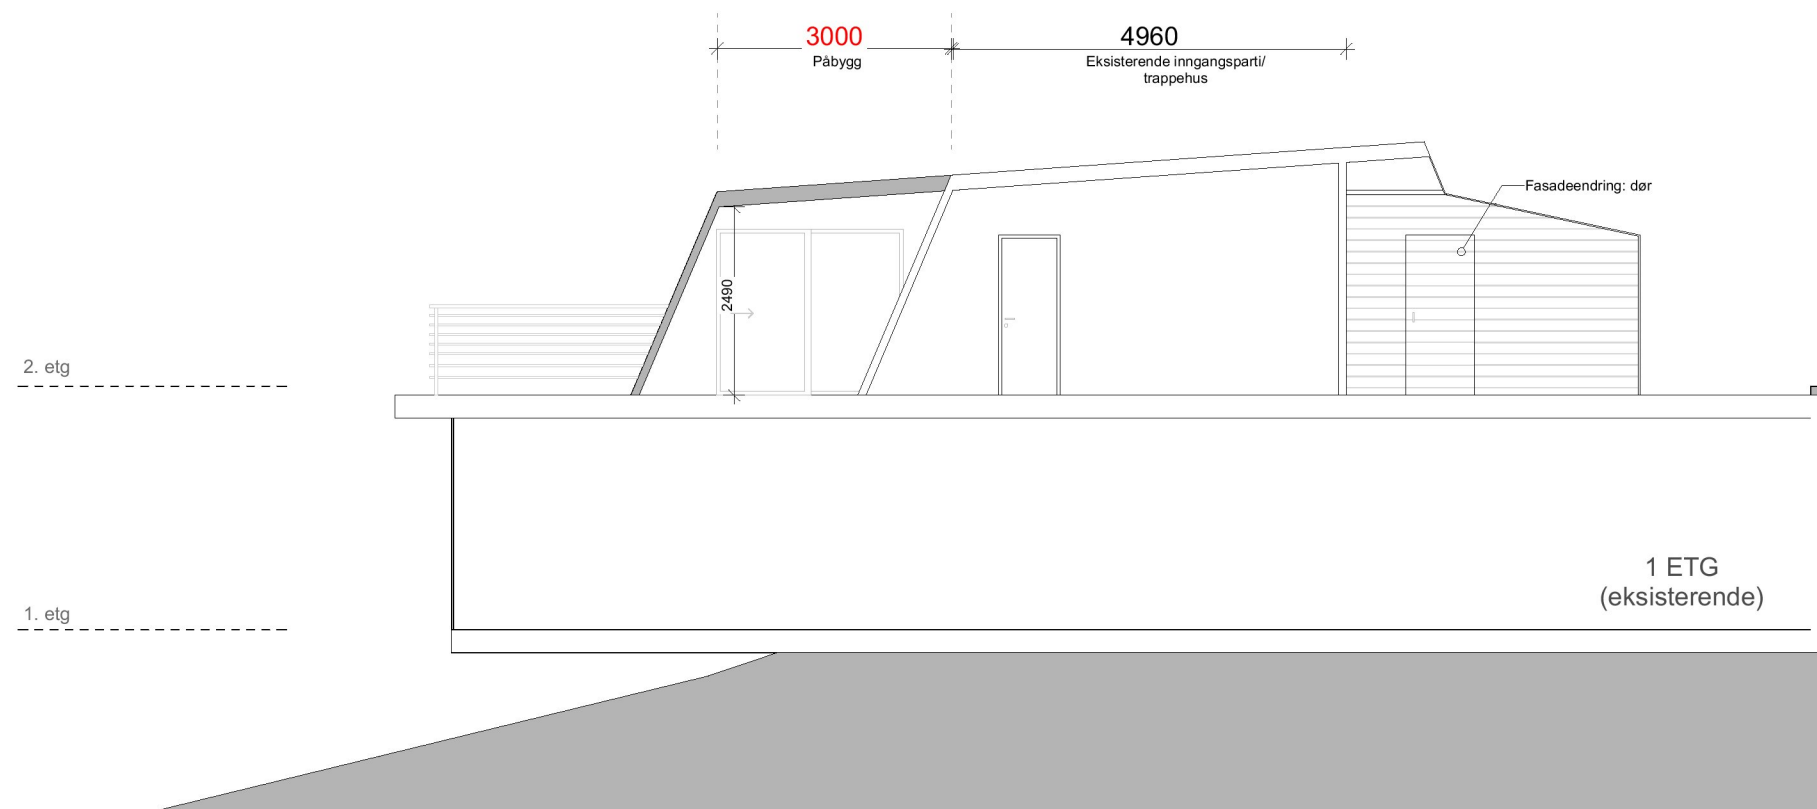 3000
Påbygg
4960
Eksisterende inngangsparti/
trappehus
Fasadeendring: dør
2490
2. etg
1 ETG
(eksisterende)
1. etg